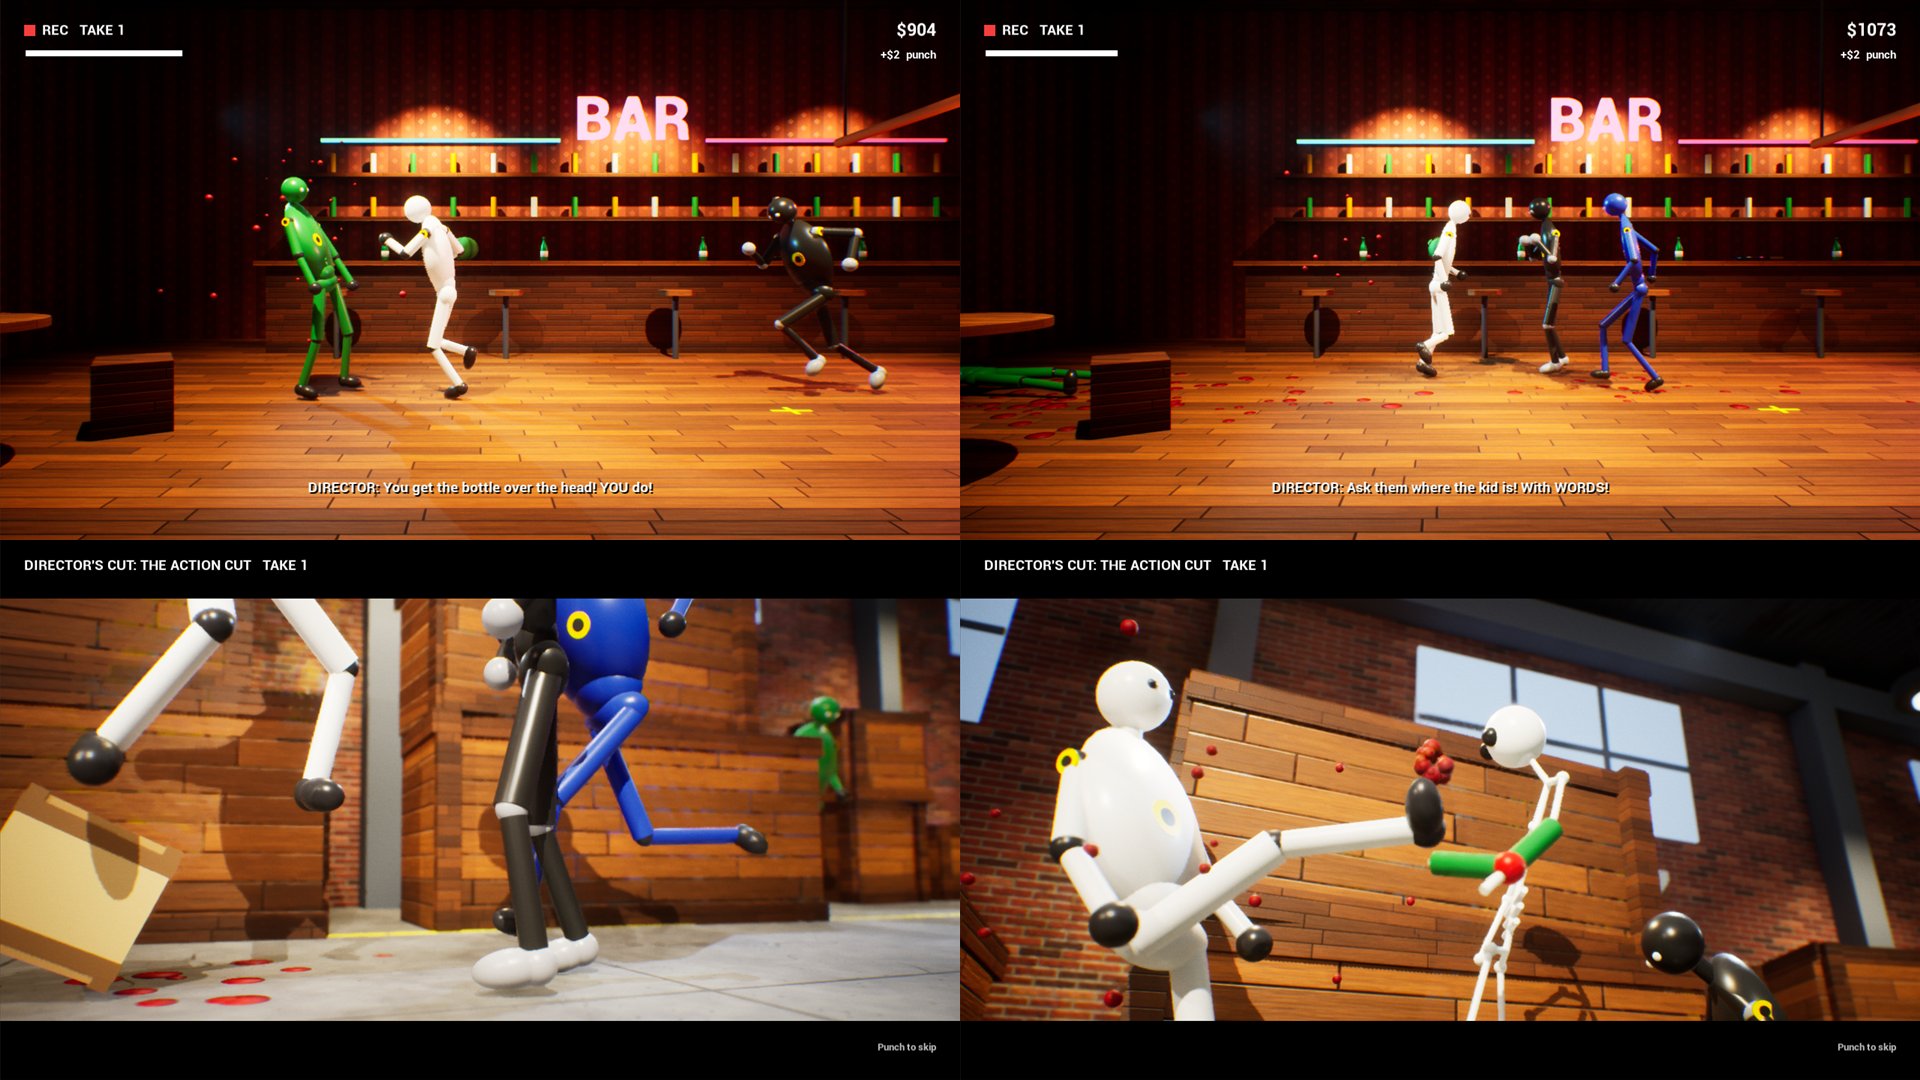 REC TAKE 1
$904
+$2 punch
BAR
DIRECTOR: You get the bottle over the head! YOU do!
REC TAKE 1
$1073
+$2 punch
BAR
DIRECTOR: Ask them where the kid is! With WORDS!
DIRECTOR'S CUT: THE ACTION CUT TAKE 1
Punch to skip
DIRECTOR'S CUT: THE ACTION CUT TAKE 1
Punch to skip